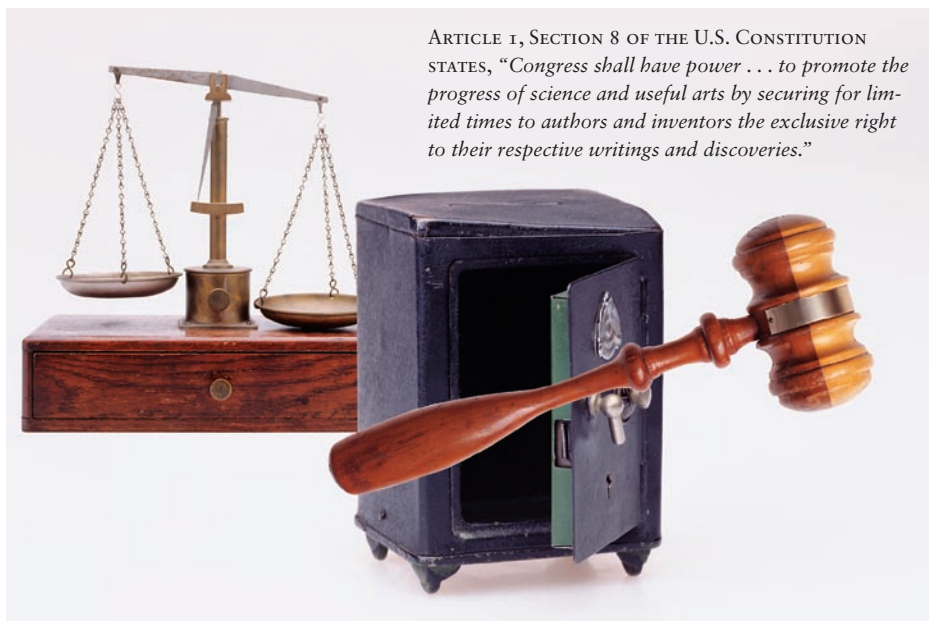 Article 1, Section 8 of the U.S. Constitution
states, “Congress shall have power . . . to promote the
progress of science and useful arts by securing for lim-
ited times to authors and inventors the exclusive right
to their respective writings and discoveries.”